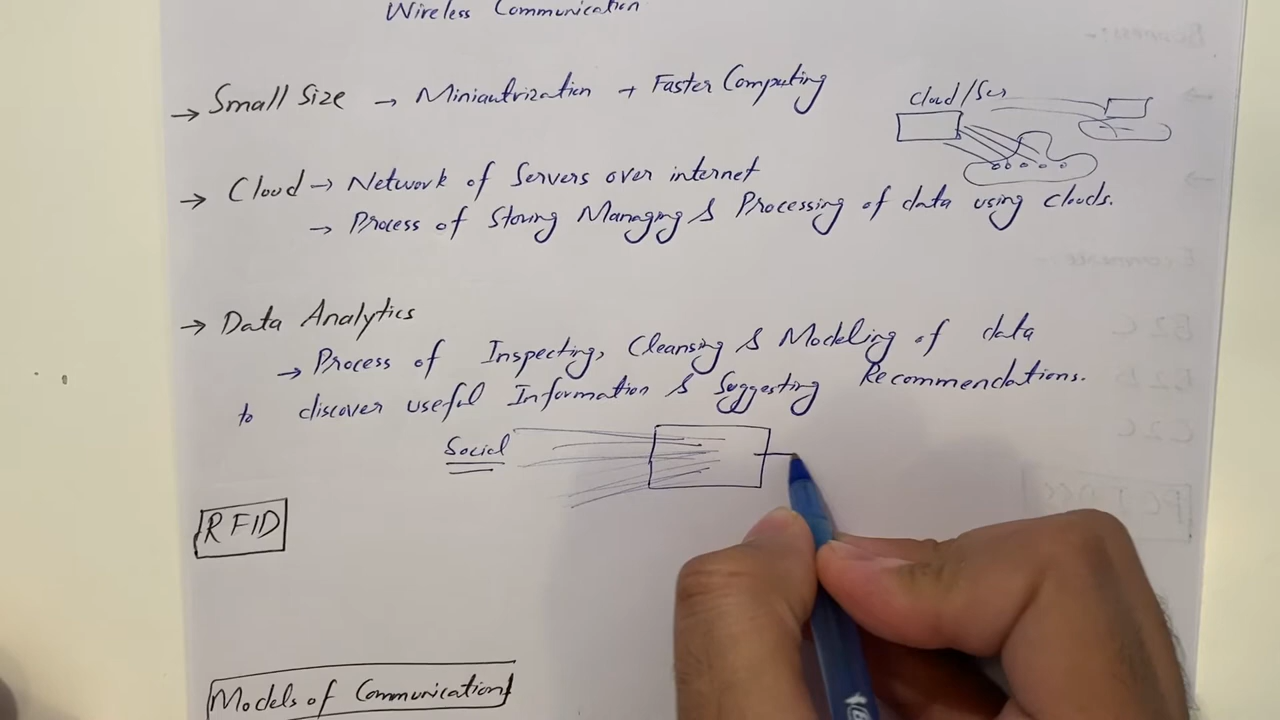 Wireless Communication
→ Small Size → Miniautrization + Faster Computing
Cloud/Ser
→ Cloud → Network of Servers over internet
→ Process of Storing Managing & Processing of data using clouds.
→ Data Analytics
→ Process of Inspecting, Cleansing & Modeling of data
to discover useful Information & Suggesting Recommendations.
Social
RFID
Models of Communication